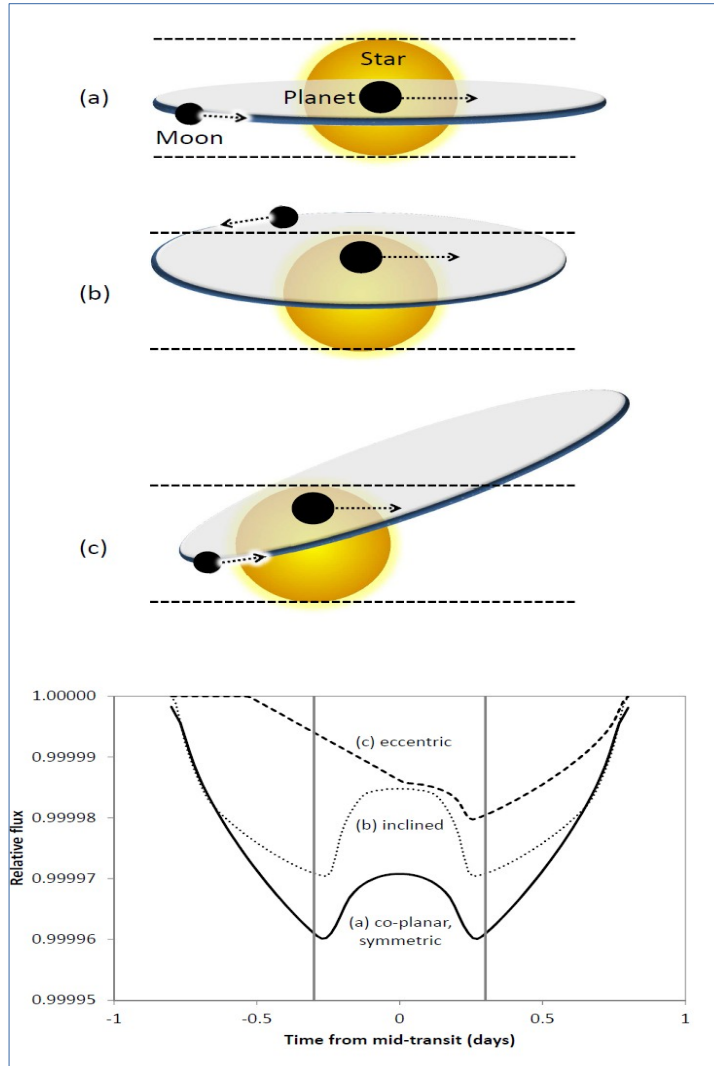 Star
(a)
Planet
Moon
(b)
(c)
1.00000
0.99999
0.99998
0.99997
0.99996
0.99995
Relative flux
(c) eccentric
(b) inclined
(a) co-planar,
symmetric
-1
-0.5
0
0.5
1
Time from mid-transit (days)